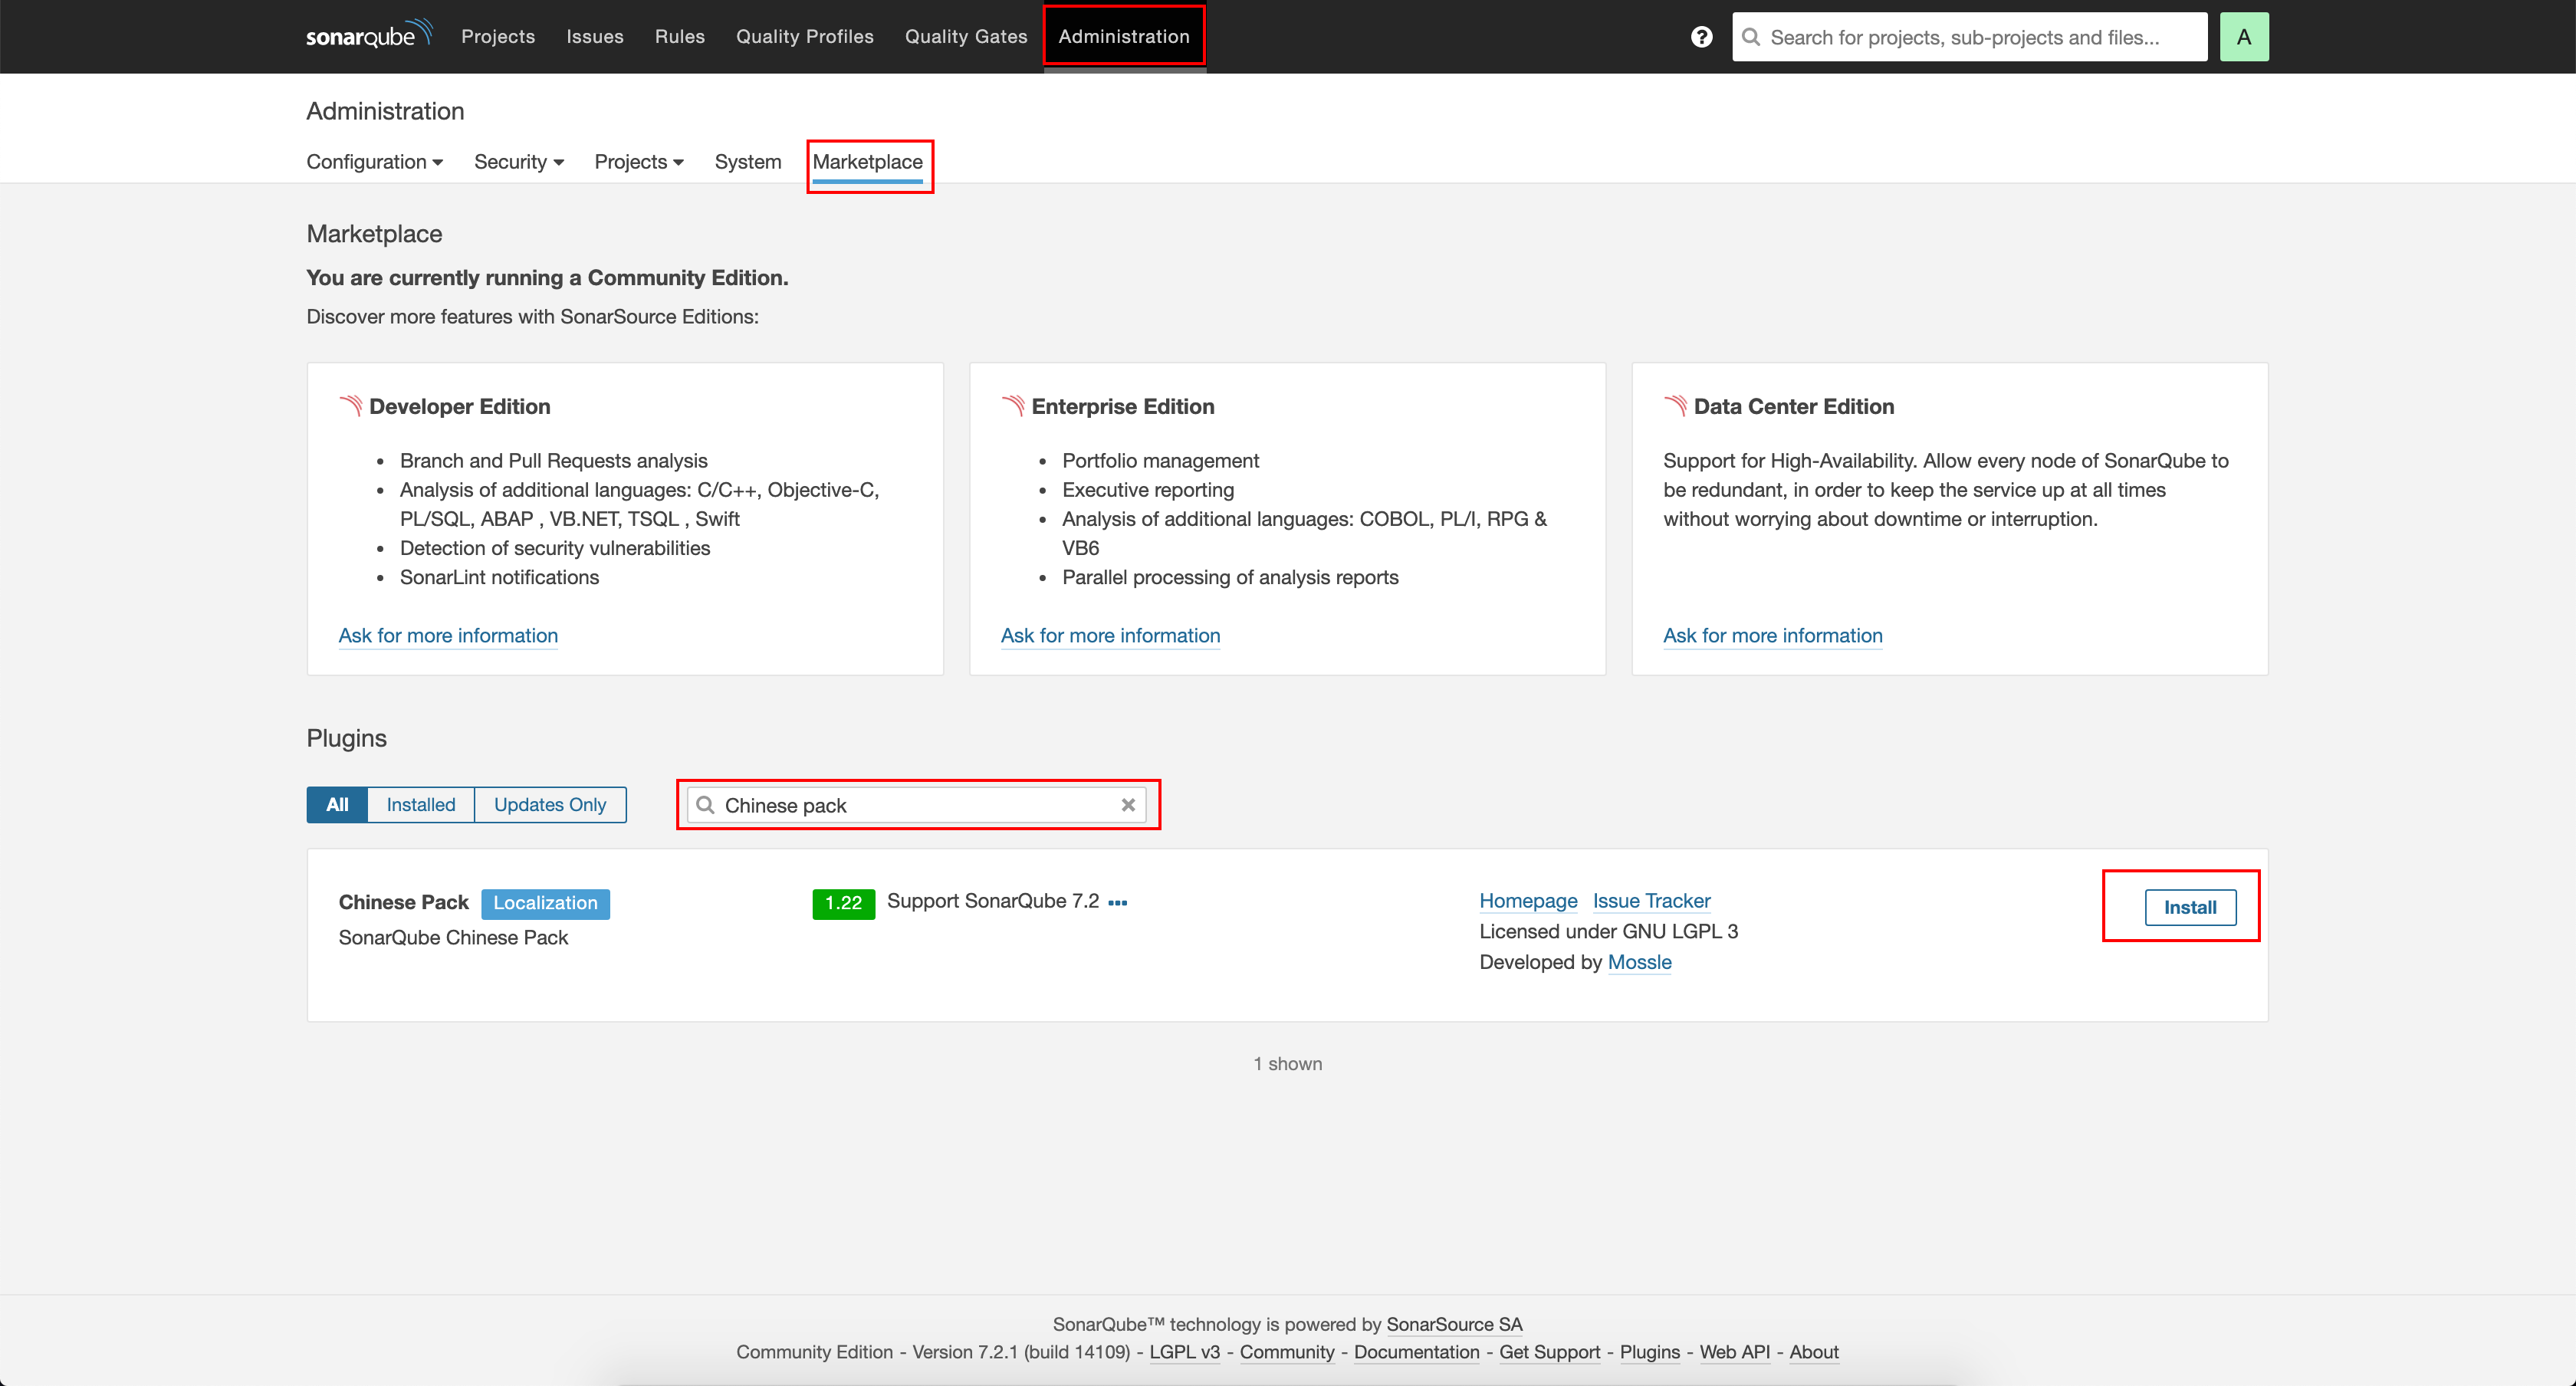 sonarqube Projects Issues Rules Quality Profiles Quality Gates Administration ? Search for projects, sub-projects and files... A
Administration
Configuration Security Projects System Marketplace
Marketplace
You are currently running a Community Edition.
Discover more features with SonarSource Editions:
Developer Edition
• Branch and Pull Requests analysis
• Analysis of additional languages: C/C++, Objective-C,
PL/SQL, ABAP , VB.NET, TSQL , Swift
• Detection of security vulnerabilities
• SonarLint notifications
Ask for more information
Enterprise Edition
• Portfolio management
• Executive reporting
• Analysis of additional languages: COBOL, PL/I, RPG &
VB6
• Parallel processing of analysis reports
Ask for more information
Data Center Edition
Support for High-Availability. Allow every node of SonarQube to
be redundant, in order to keep the service up at all times
without worrying about downtime or interruption.
Ask for more information
Plugins
All Installed Updates Only Chinese pack
Chinese Pack Localization
SonarQube Chinese Pack
1.22 Support SonarQube 7.2 •••
Homepage Issue Tracker
Licensed under GNU LGPL 3
Developed by Mossle
Install
1 shown
SonarQube™ technology is powered by SonarSource SA
Community Edition - Version 7.2.1 (build 14109) - LGPL v3 - Community - Documentation - Get Support - Plugins - Web API - About